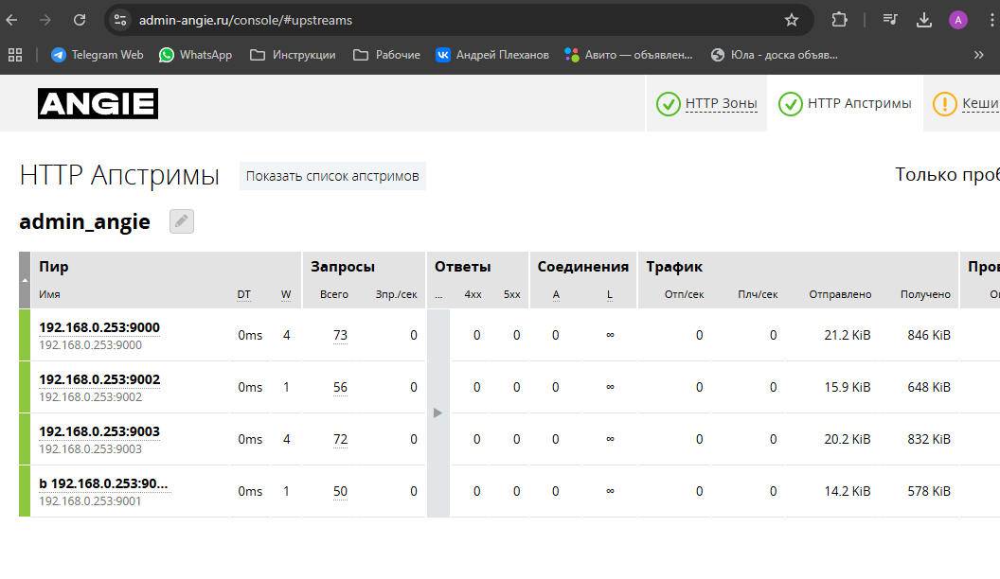 admin-angie.ru/console/#upstreams
A
Telegram Web WhatsApp Инструкции Рабочие Андрей Плеханов Авито — объявлен... Юла - доска объяв...
ANGIE HTTP Зоны HTTP Апстримы Кеши
HTTP Апстримы Показать список апстримов Только проб
admin_angie
Пир Запросы Ответы Соединения Трафик Пров
Имя DT W Всего Зпр./сек ... 4xx 5xx A L Отп/сек Плч/сек Отправлено Получено
192.168.0.253:9000 0ms 4 73 0 0 0 0 ∞ 0 0 21.2 KiB 846 KiB
192.168.0.253:9000
192.168.0.253:9002 0ms 1 56 0 0 0 0 ∞ 0 0 15.9 KiB 648 KiB
192.168.0.253:9002
192.168.0.253:9003 0ms 4 72 0 0 0 0 ∞ 0 0 20.2 KiB 832 KiB
192.168.0.253:9003
b 192.168.0.253:90... 0ms 1 50 0 0 0 0 ∞ 0 0 14.2 KiB 578 KiB
192.168.0.253:9001